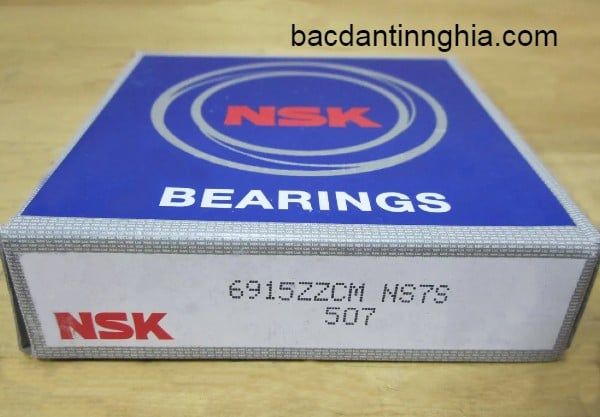 bacdantinnghia.com
NSK
BEARINGS
6915ZZCM NS7S
507
NSK